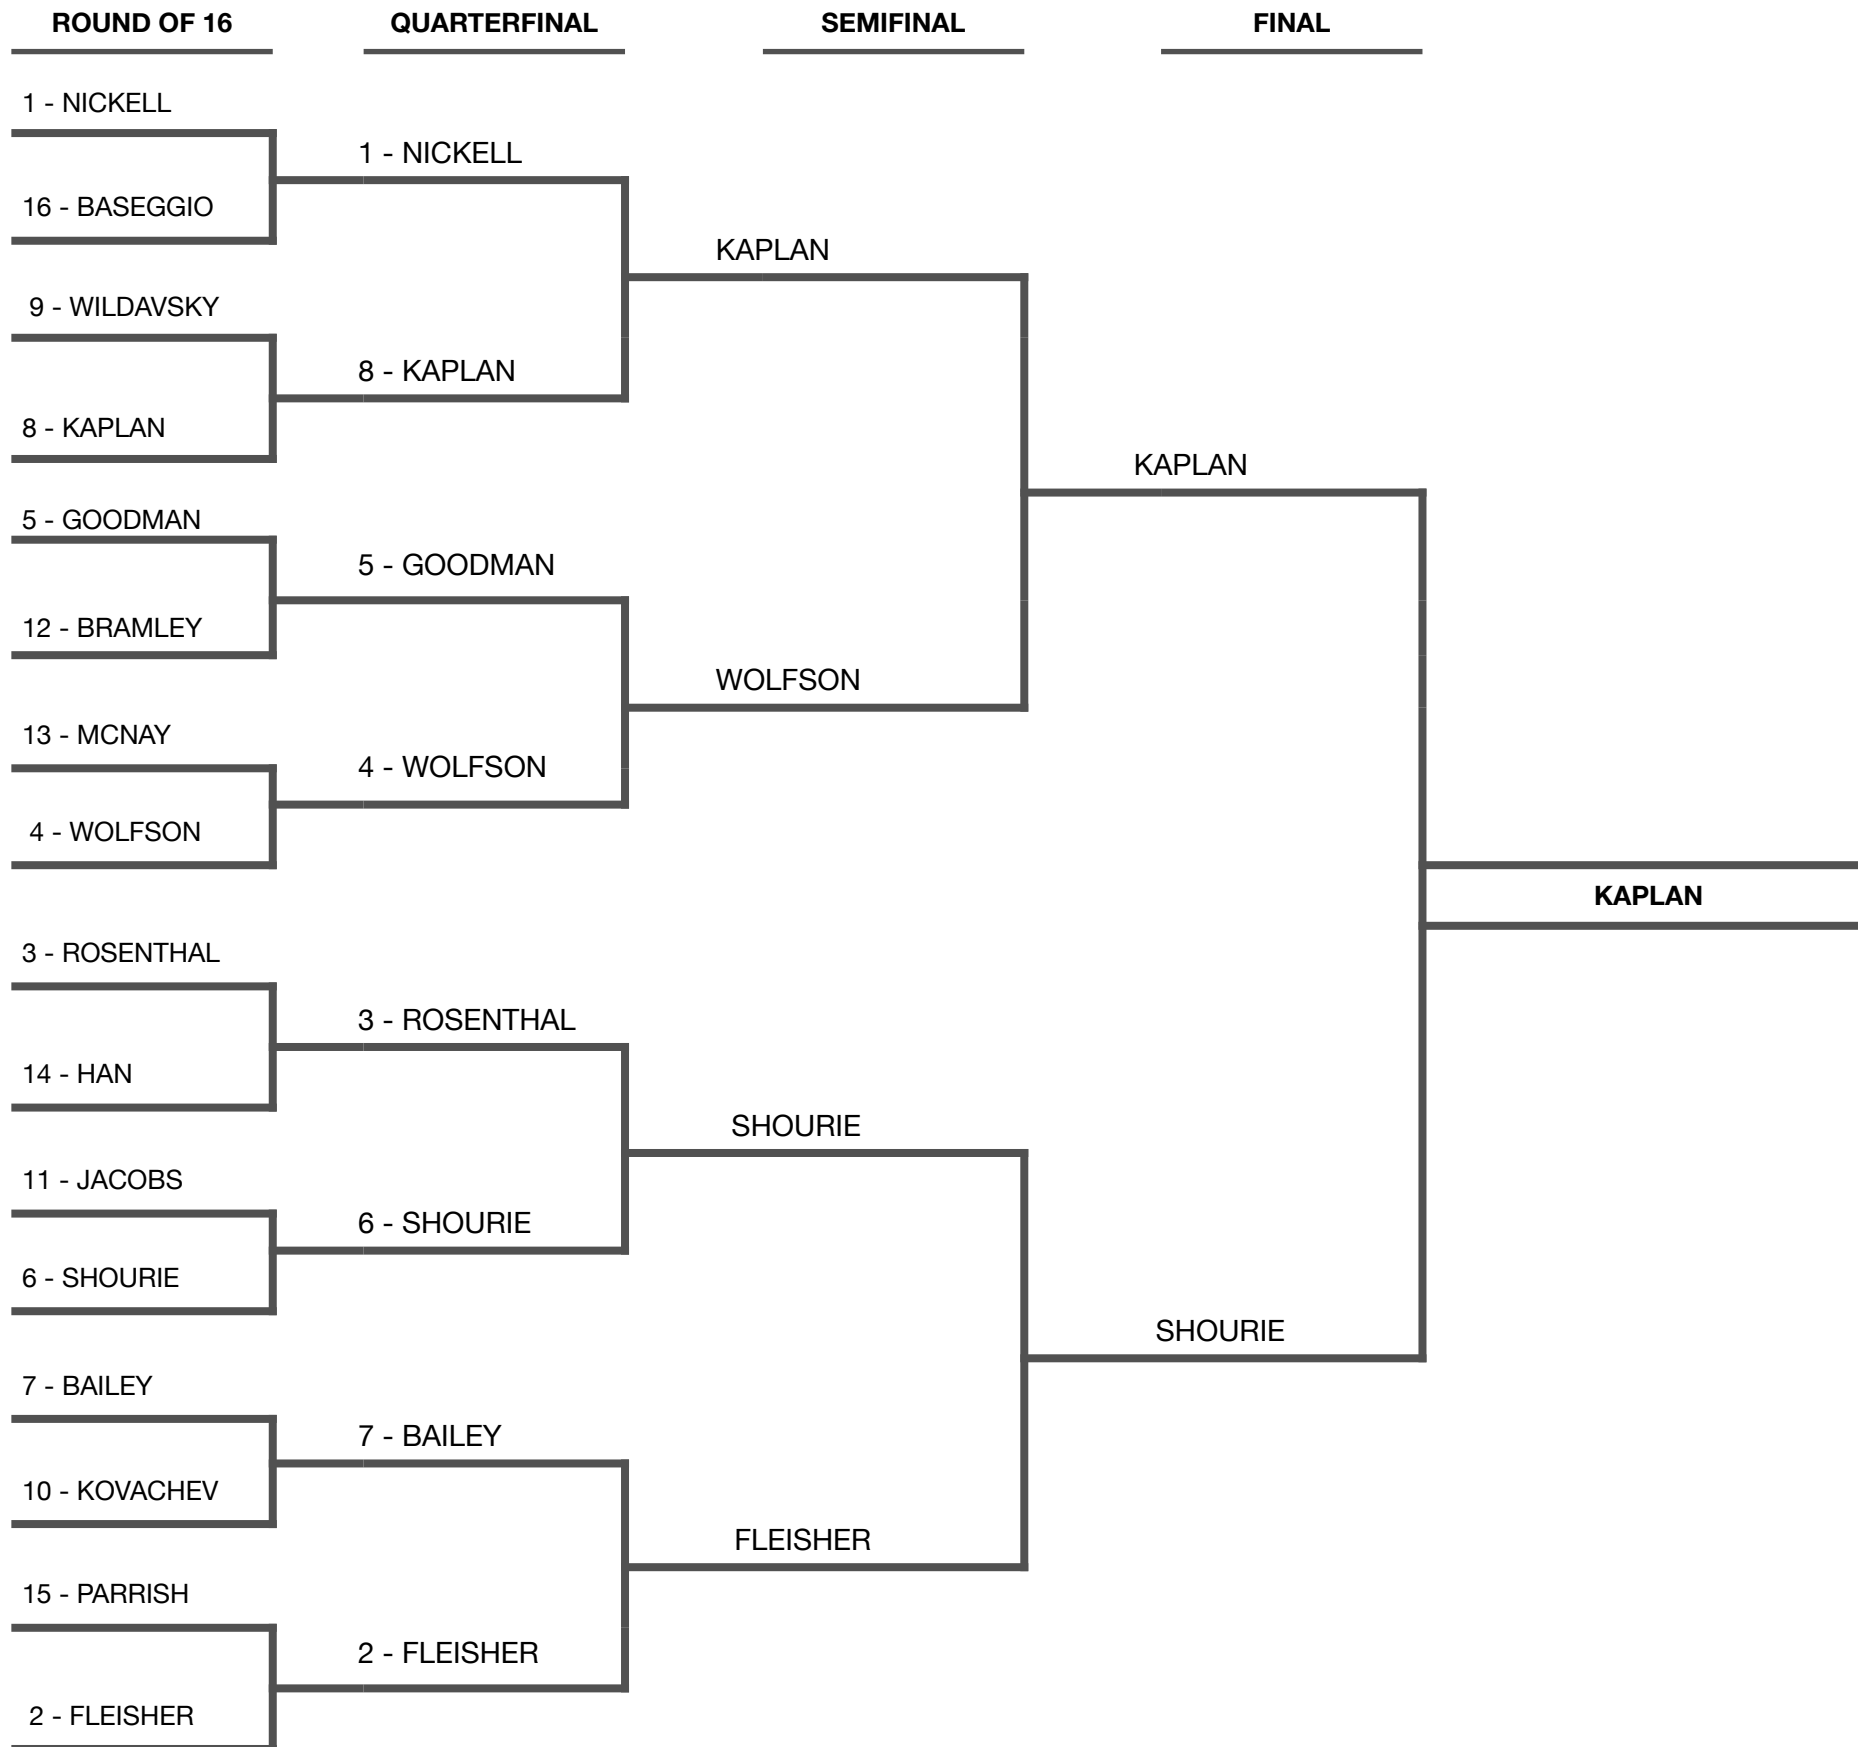 ROUND OF 16
QUARTERFINAL
SEMIFINAL
FINAL
1 - NICKELL
16 - BASEGGIO
9 - WILDAVSKY
8 - KAPLAN
5 - GOODMAN
12 - BRAMLEY
13 - MCNAY
4 - WOLFSON
3 - ROSENTHAL
14 - HAN
11 - JACOBS
6 - SHOURIE
7 - BAILEY
10 - KOVACHEV
15 - PARRISH
2 - FLEISHER
1 - NICKELL
8 - KAPLAN
5 - GOODMAN
4 - WOLFSON
3 - ROSENTHAL
6 - SHOURIE
7 - BAILEY
2 - FLEISHER
KAPLAN
WOLFSON
SHOURIE
FLEISHER
KAPLAN
SHOURIE
KAPLAN